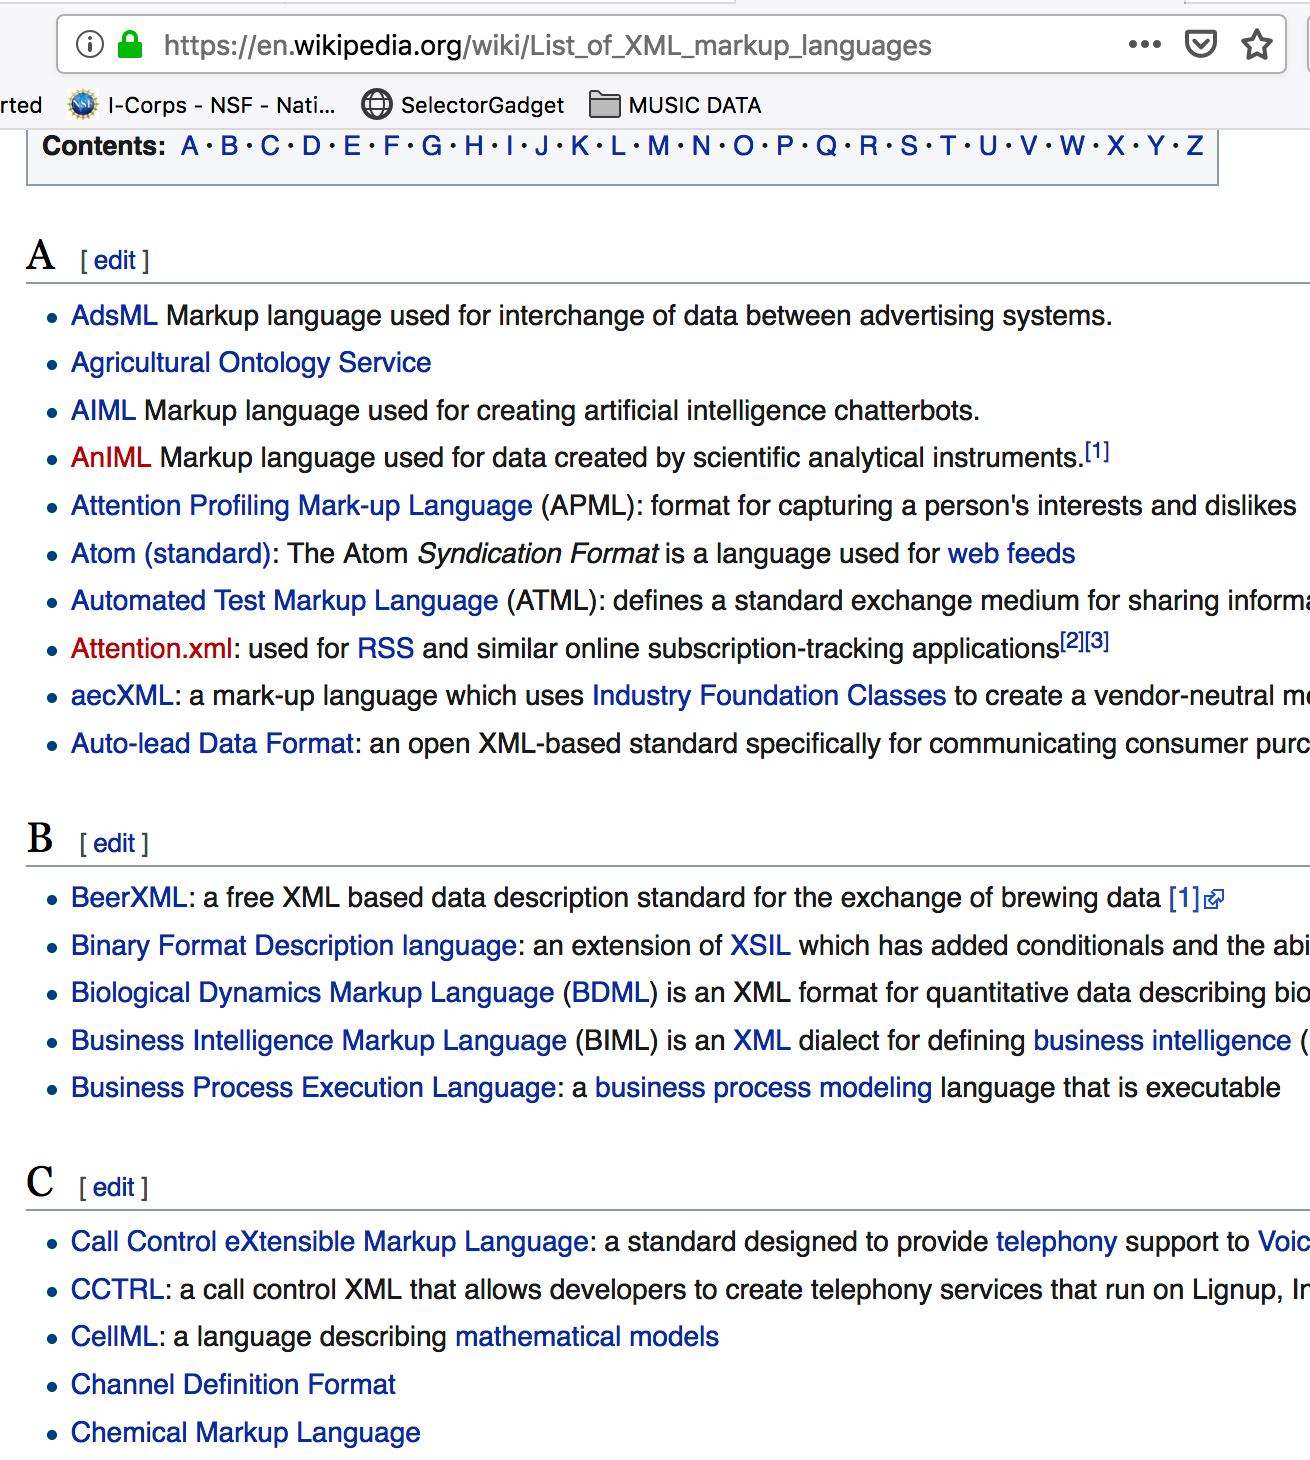 https://en.wikipedia.org/wiki/List_of_XML_markup_languages
rted I-Corps - NSF - Nati... SelectorGadget MUSIC DATA
Contents: A · B · C · D · E · F · G · H · I · J · K · L · M · N · O · P · Q · R · S · T · U · V · W · X · Y · Z
A [ edit ]
• AdsML Markup language used for interchange of data between advertising systems.
• Agricultural Ontology Service
• AIML Markup language used for creating artificial intelligence chatterbots.
• AnIML Markup language used for data created by scientific analytical instruments.[1]
• Attention Profiling Mark-up Language (APML): format for capturing a person's interests and dislikes
• Atom (standard): The Atom Syndication Format is a language used for web feeds
• Automated Test Markup Language (ATML): defines a standard exchange medium for sharing informa
• Attention.xml: used for RSS and similar online subscription-tracking applications[2][3]
• aecXML: a mark-up language which uses Industry Foundation Classes to create a vendor-neutral me
• Auto-lead Data Format: an open XML-based standard specifically for communicating consumer purc
B [ edit ]
• BeerXML: a free XML based data description standard for the exchange of brewing data [1]
• Binary Format Description language: an extension of XSIL which has added conditionals and the abi
• Biological Dynamics Markup Language (BDML) is an XML format for quantitative data describing bio
• Business Intelligence Markup Language (BIML) is an XML dialect for defining business intelligence (
• Business Process Execution Language: a business process modeling language that is executable
C [ edit ]
• Call Control eXtensible Markup Language: a standard designed to provide telephony support to Voic
• CCTRL: a call control XML that allows developers to create telephony services that run on Lignup, In
• CellML: a language describing mathematical models
• Channel Definition Format
• Chemical Markup Language